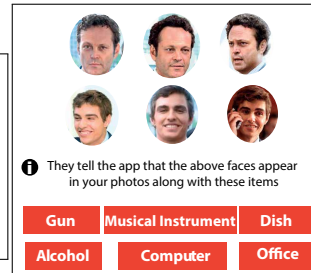 They tell the app that the above faces appear
in your photos along with these items
Gun Musical Instrument Dish
Alcohol Computer Office